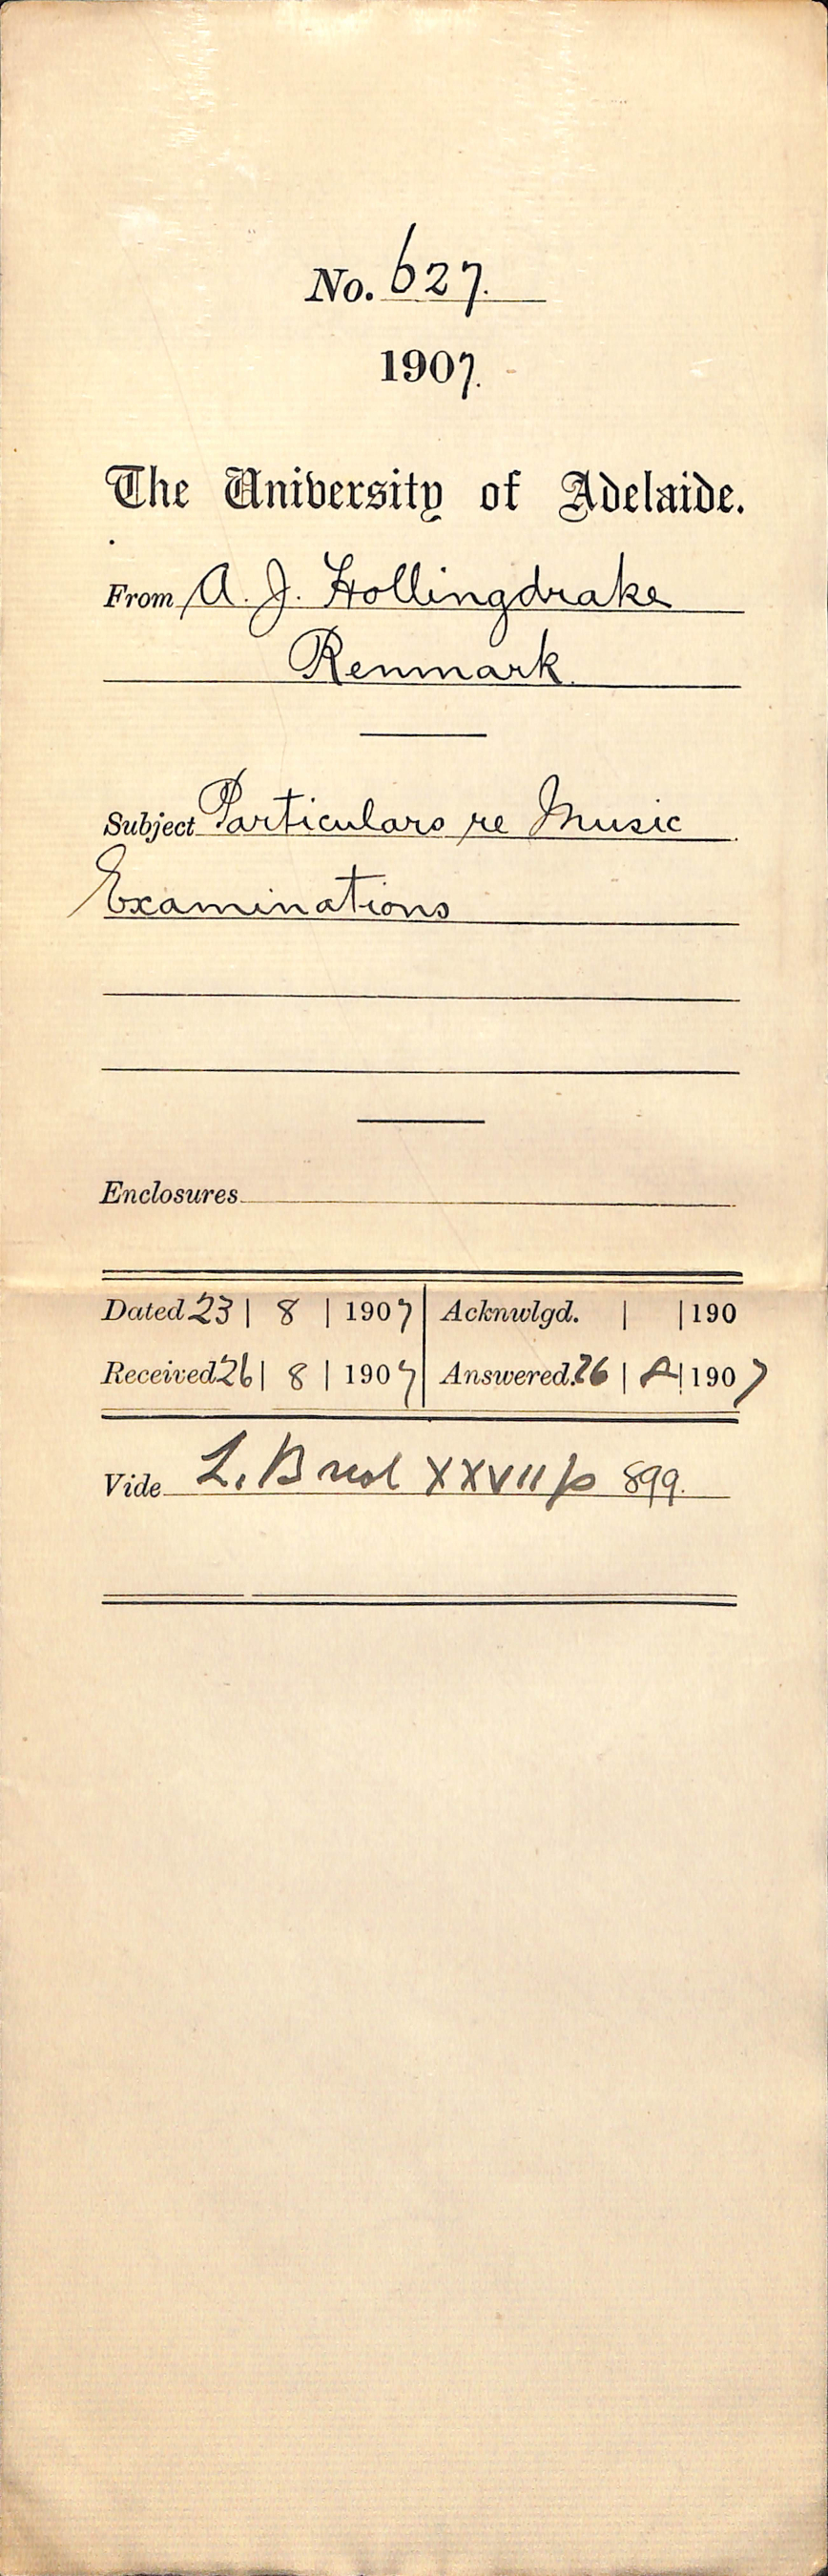 No. 627.
1907.
The University of Adelaide.
From A. J. Hollingdrake
Renmark.
Subject Particulars re Music
Examinations
Enclosures
Dated 23 | 8 | 1907 Acknwlgd. | | 190
Received 26 | 8 | 1907 Answered. 26 | 8 | 1907
Vide L. B vol XXVII p 899.